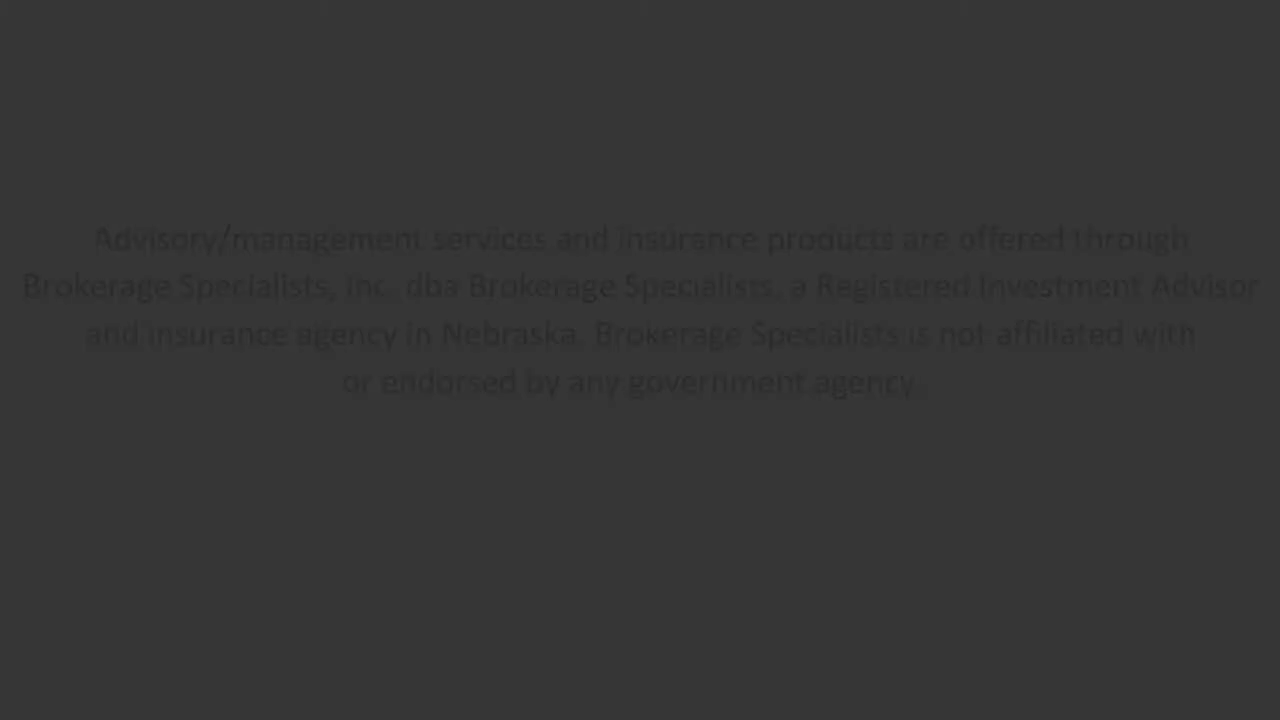 Advisory/management services and insurance products are offered through
Brokerage Specialists, Inc. dba Brokerage Specialists, a Registered Investment Advisor
and insurance agency in Nebraska. Brokerage Specialists is not affiliated with
or endorsed by any government agency.